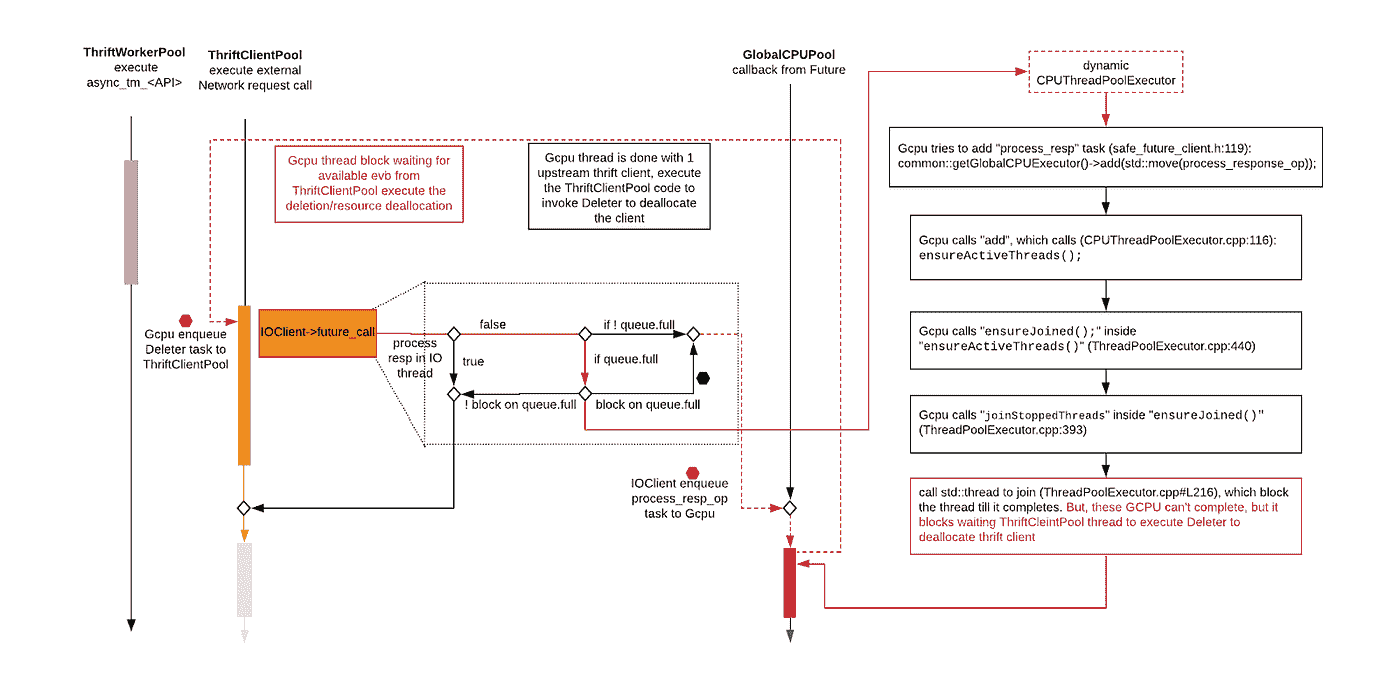 ThriftWorkerPool
execute
async_tm_<API>
ThriftClientPool
execute external
Network request call
GlobalCPUPool
callback from Future
dynamic
CPUThreadPoolExecutor
Gcpu thread block waiting for
available evb from
ThriftClientPool execute the
deletion/resource deallocation
Gcpu thread is done with 1
upstream thrift client, execute
the ThriftClientPool code to
invoke Deleter to deallocate
the client
Gcpu tries to add "process_resp" task (safe_future_client.h:119):
common::getGlobalCPUExecutor()->add(std::move(process_response_op));
Gcpu calls "add", which calls (CPUThreadPoolExecutor.cpp:116):
ensureActiveThreads();
Gcpu calls "ensureJoined();" inside
"ensureActiveThreads()" (ThreadPoolExecutor.cpp:440)
Gcpu calls "joinStoppedThreads" inside "ensureJoined()"
(ThreadPoolExecutor.cpp:393)
call std::thread to join (ThreadPoolExecutor.cpp#L216), which block
the thread till it completes. But, these GCPU can't complete, but it
blocks waiting ThriftCleintPool thread to execute Deleter to
deallocate thrift client
Gcpu enqueue
Deleter task to
ThriftClientPool
IOClient->future_call
process
resp in IO
thread
false
true
if ! queue.full
if queue.full
! block on queue.full
block on queue.full
IOClient enqueue
process_resp_op
task to Gcpu